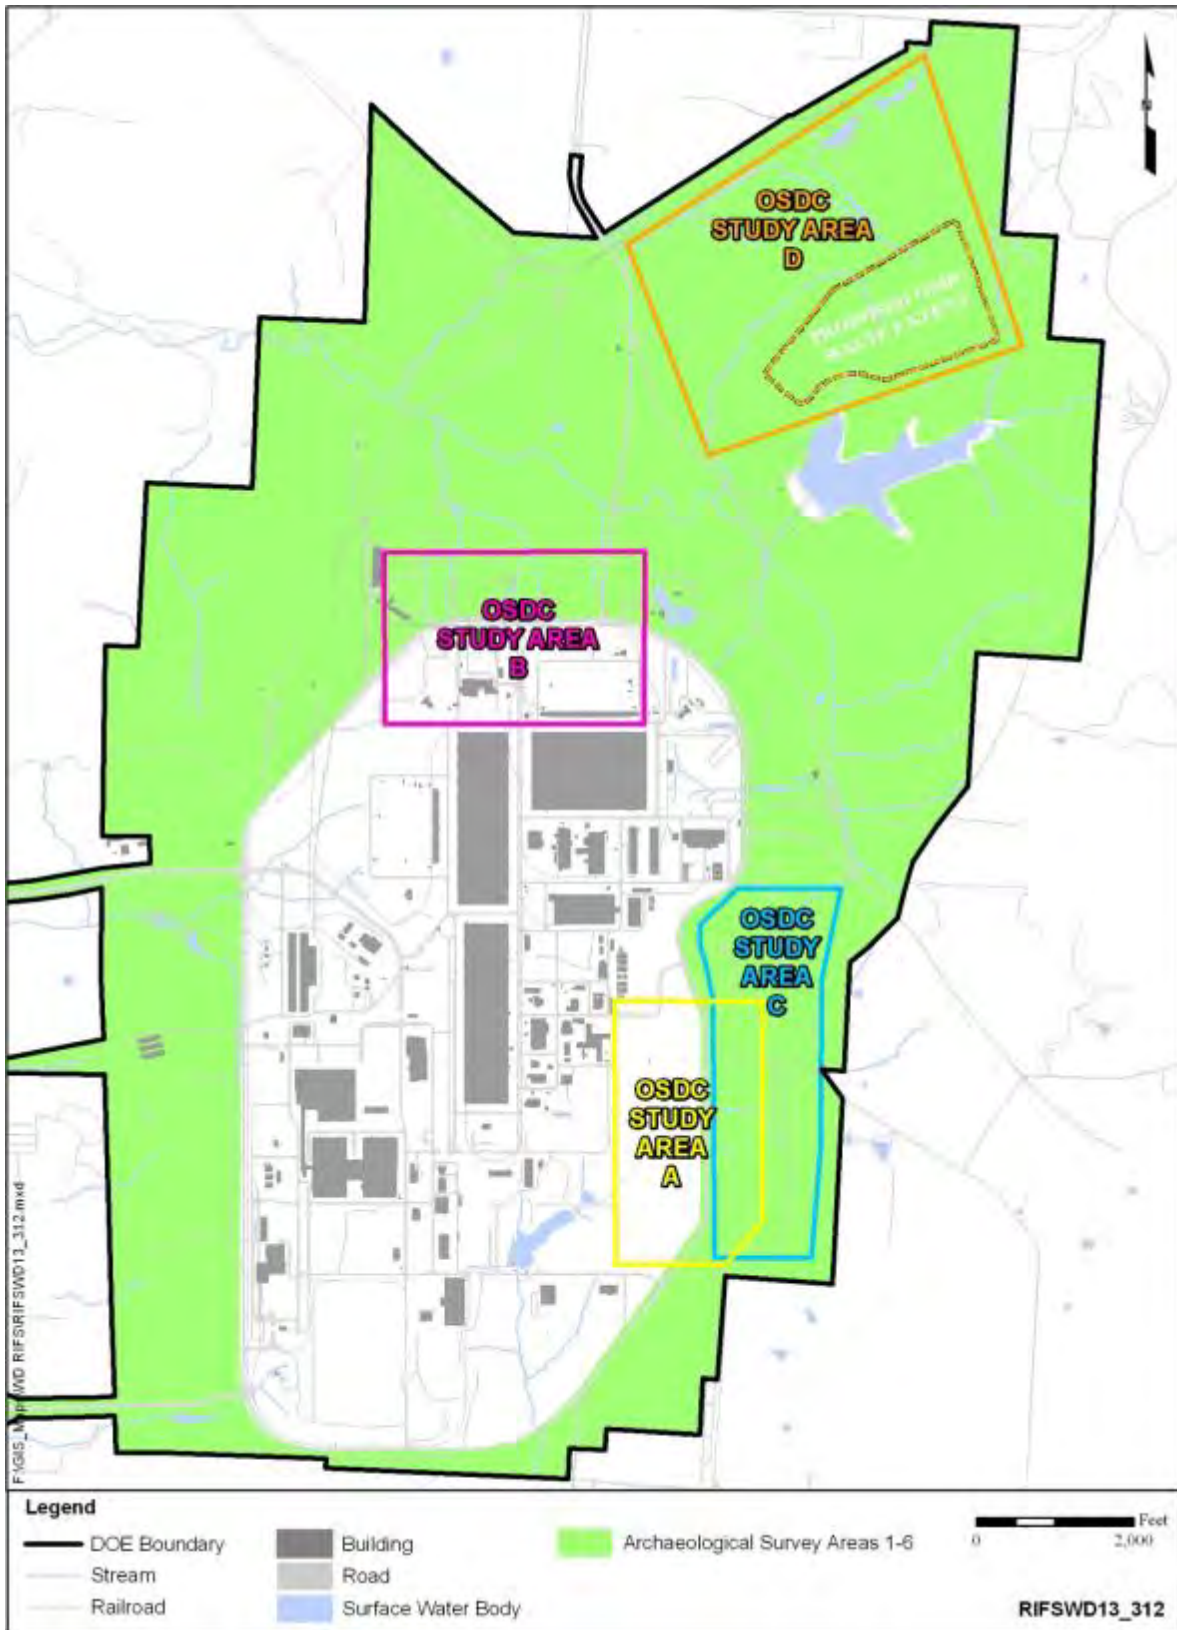 OSDC
STUDY AREA
D
OSDC
STUDY AREA
B
OSDC
STUDY
AREA
C
OSDC
STUDY
AREA
A
Legend
DOE Boundary
Stream
Railroad
Building
Road
Surface Water Body
Archaeological Survey Areas 1-6
Feet
0 2,000
RIFSWD13_312